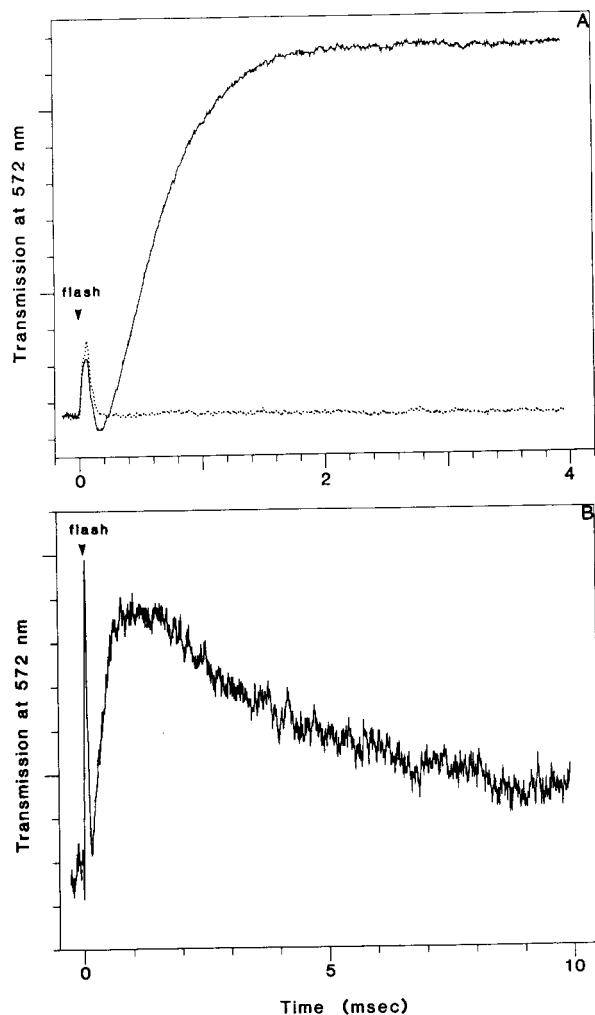 A
Transmission at 572 nm
flash
0
2
4
B
flash
Transmission at 572 nm
0
5
10
Time (msec)